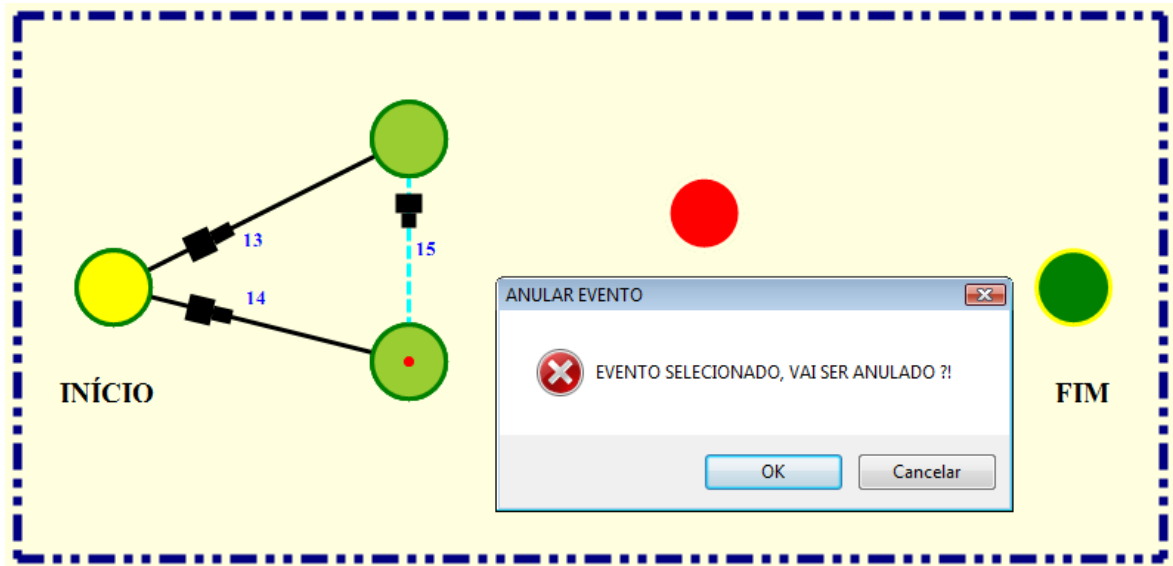 13
15
14
INÍCIO
ANULAR EVENTO
EVENTO SELECIONADO, VAI SER ANULADO ?!
OK
Cancelar
FIM